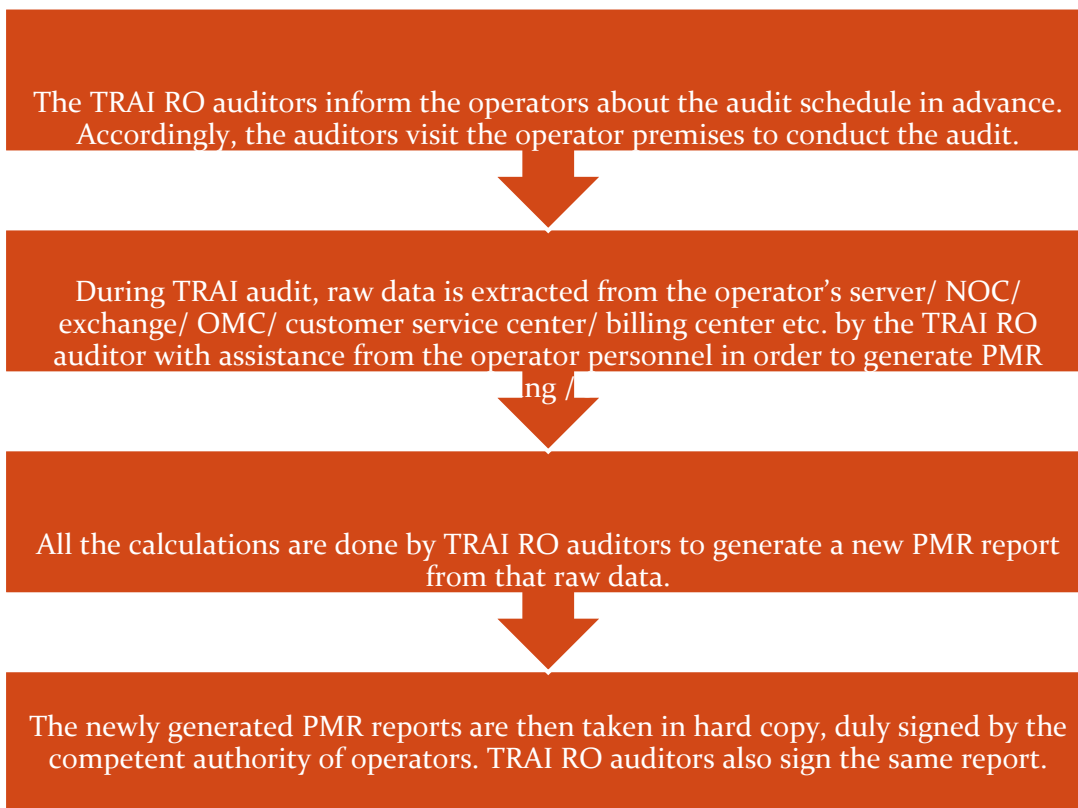 The TRAI RO auditors inform the operators about the audit schedule in advance.
Accordingly, the auditors visit the operator premises to conduct the audit.
During TRAI audit, raw data is extracted from the operator’s server/ NOC/
exchange/ OMC/ customer service center/ billing center etc. by the TRAI RO
auditor with assistance from the operator personnel in order to generate PMR
ng /
All the calculations are done by TRAI RO auditors to generate a new PMR report
from that raw data.
The newly generated PMR reports are then taken in hard copy, duly signed by the
competent authority of operators. TRAI RO auditors also sign the same report.